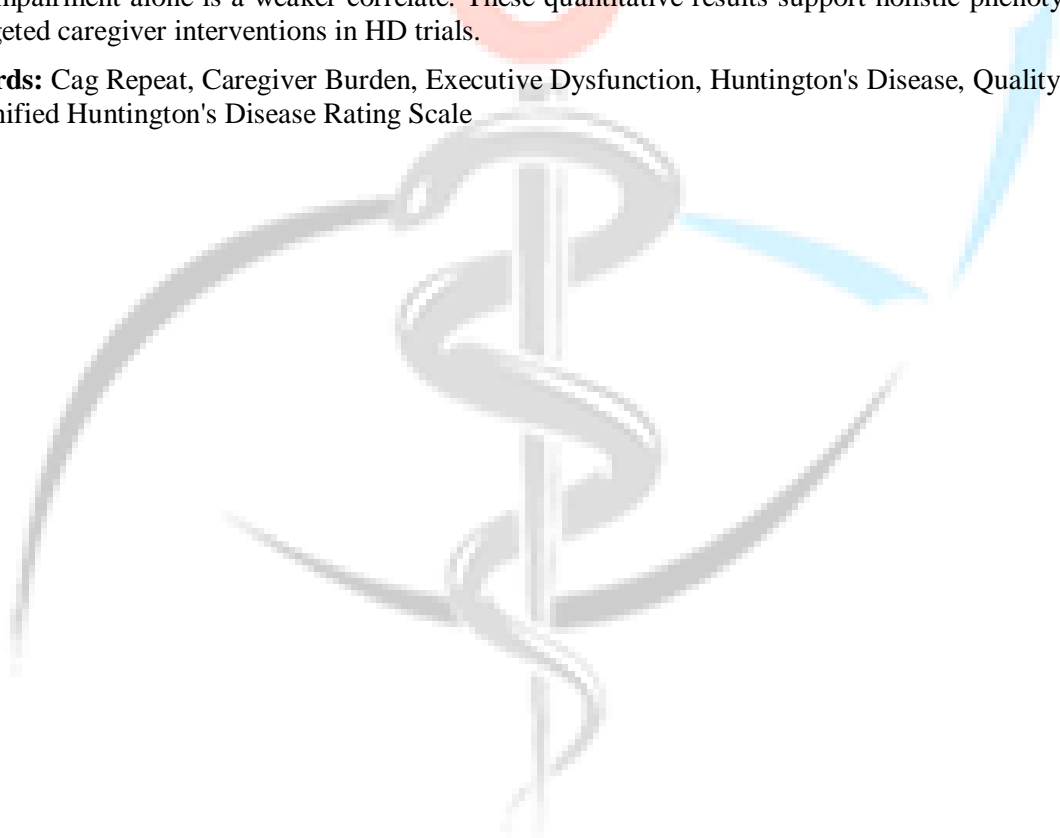 mpairment alone is a weaker correlate. These quantitative results support holistic phenoty
geted caregiver interventions in HD trials.
rds: Cag Repeat, Caregiver Burden, Executive Dysfunction, Huntington's Disease, Quality
nified Huntington's Disease Rating Scale